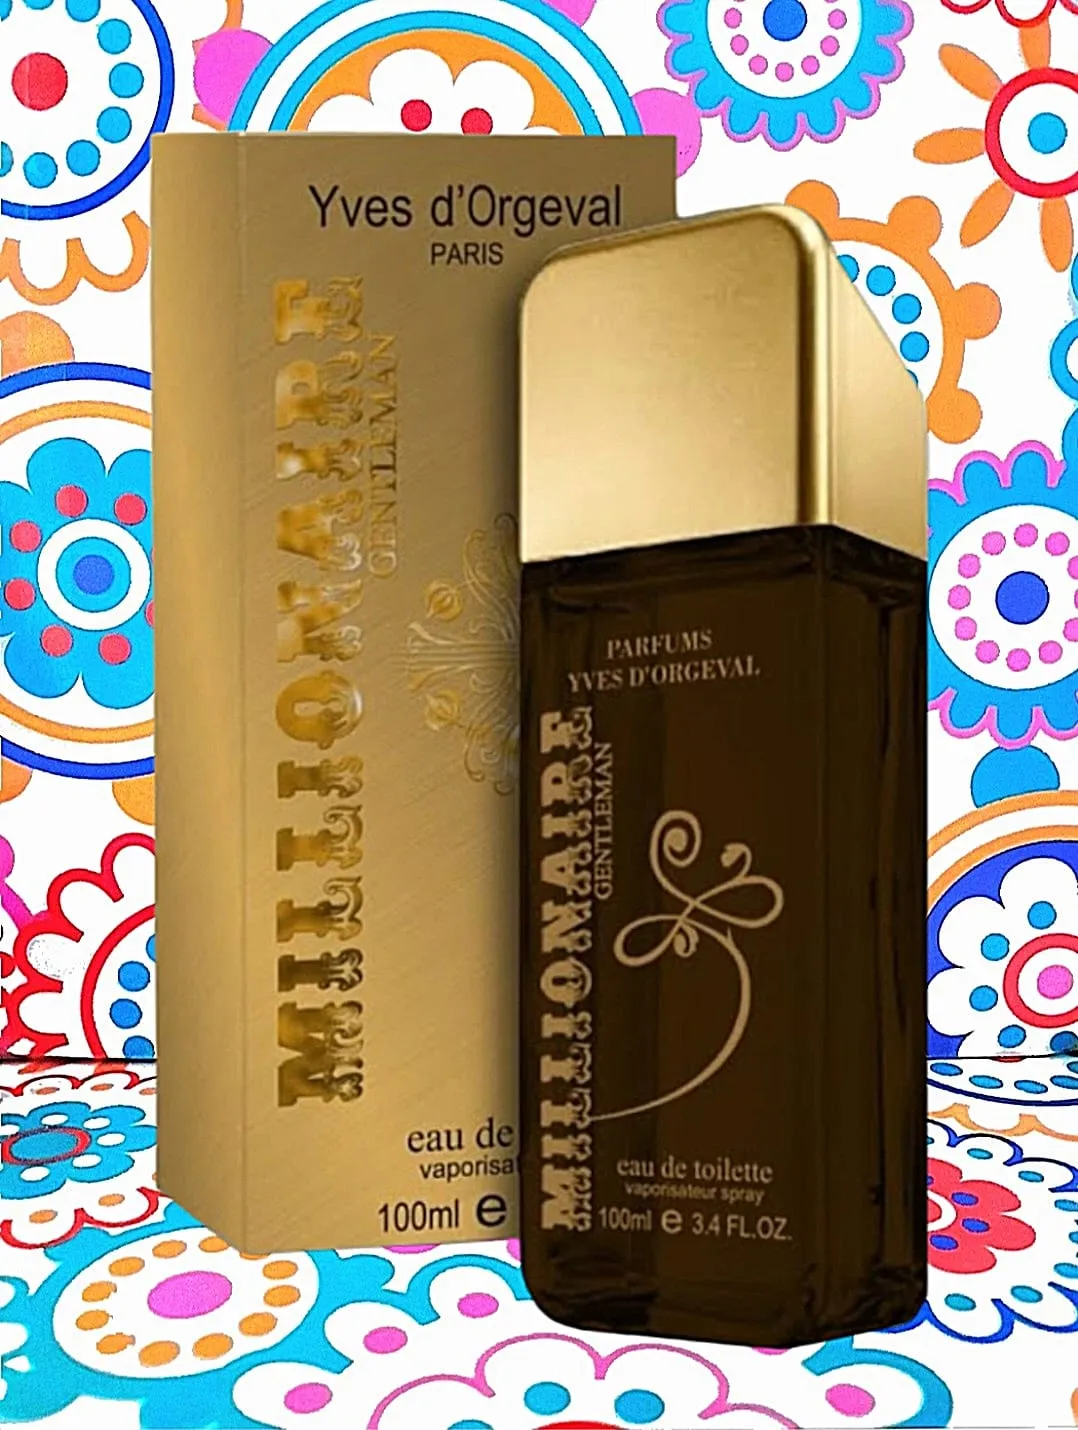 Yves d'Orgeval
PARIS
MILLIONAIRE
GENTLEMAN
eau de
vaporisa
100ml e
PARFUMS
YVES D'ORGEVAL
MILLIONAIRE
GENTLEMAN
eau de toilette
vaporisateur spray
100ml e 3.4 FL.OZ.